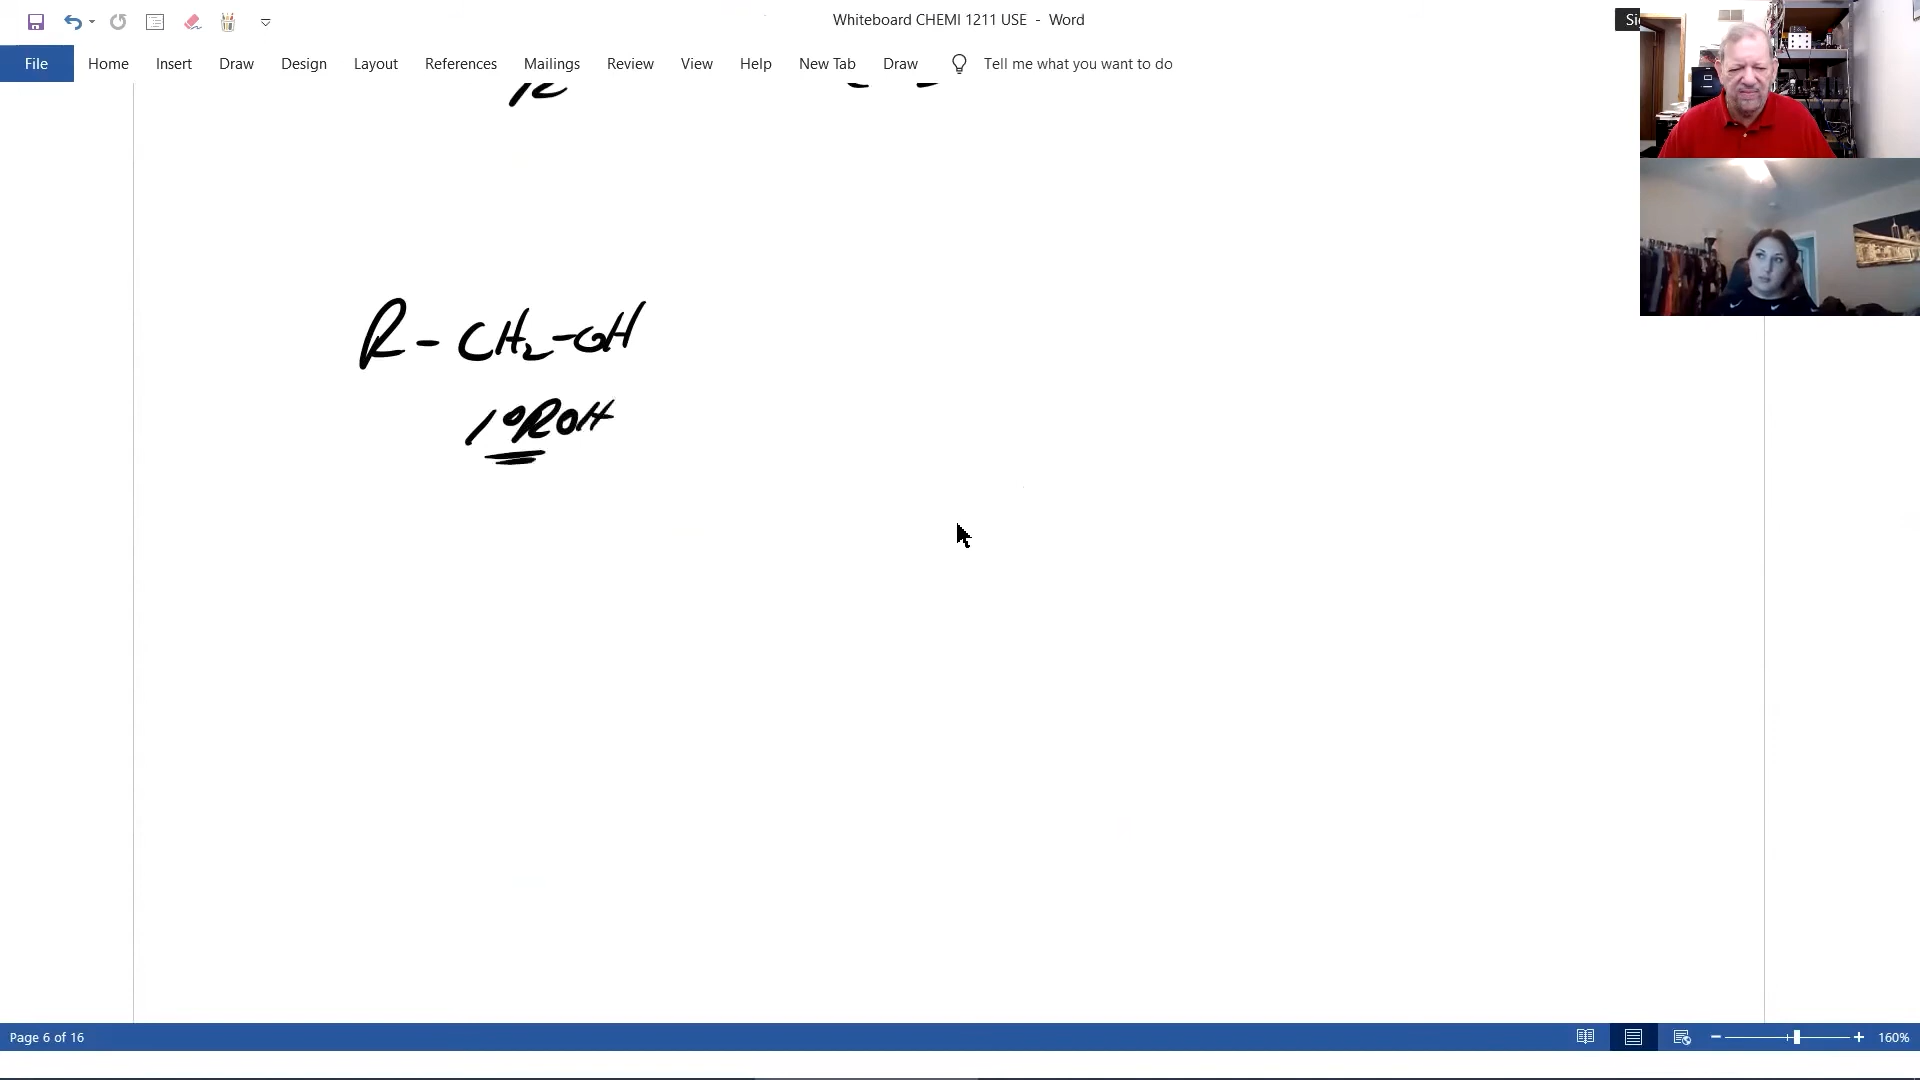 Whiteboard CHEMI 1211 USE - Word
File Home Insert Draw Design Layout References Mailings Review View Help New Tab Draw Tell me what you want to do
R - CH₂-OH
1° ROH
Page 6 of 16
160%